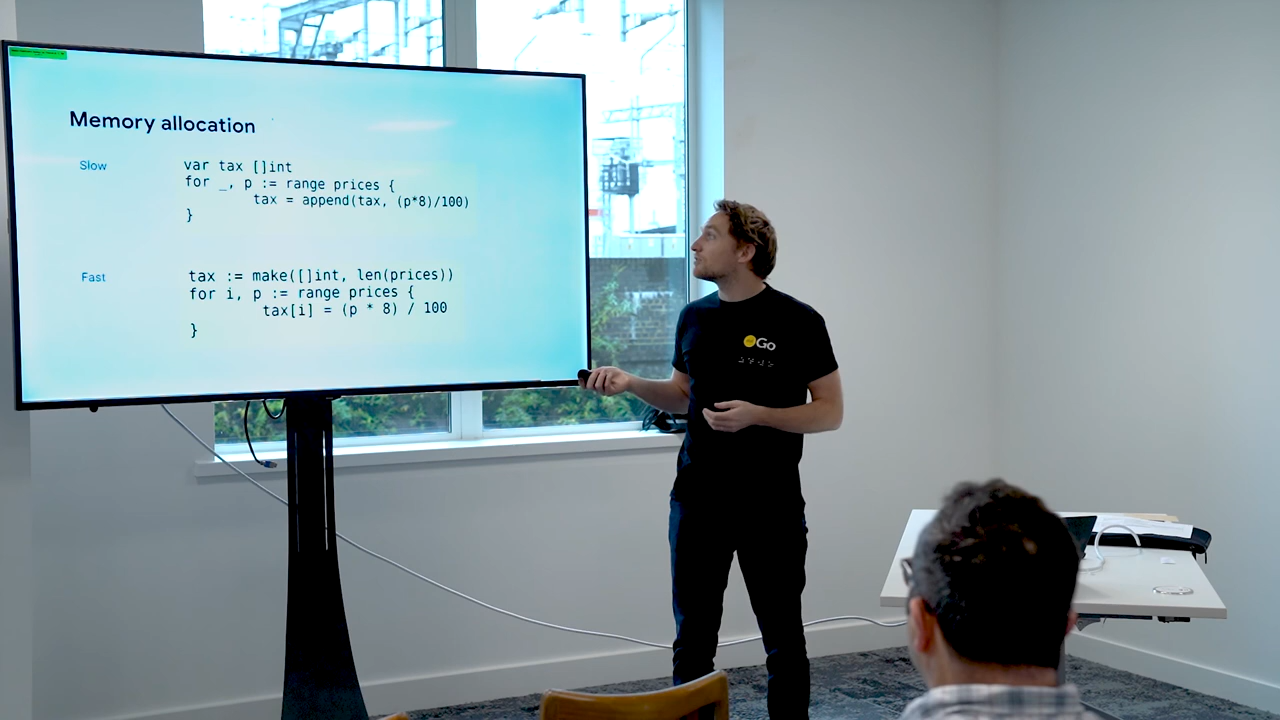 Memory allocation
Slow
var tax []int
for _, p := range prices {
tax = append(tax, (p*8)/100)
}
Fast
tax := make([]int, len(prices))
for i, p := range prices {
tax[i] = (p * 8) / 100
}
Go